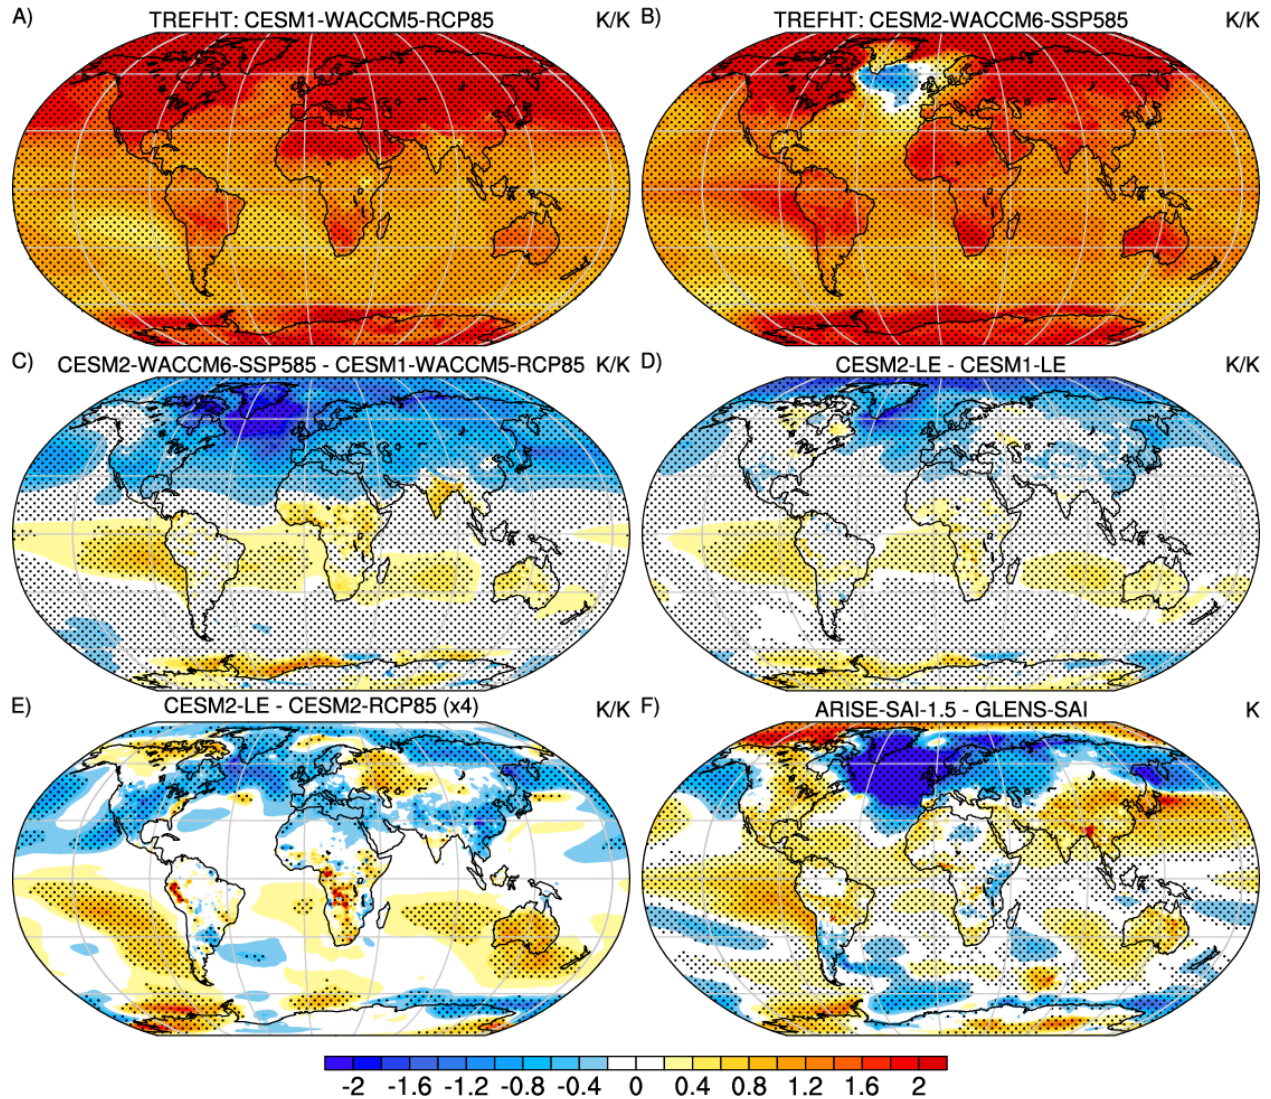 A) TREFHT: CESM1-WACCM5-RCP85 K/K
B) TREFHT: CESM2-WACCM6-SSP585 K/K
C) CESM2-WACCM6-SSP585 - CESM1-WACCM5-RCP85 K/K
D) CESM2-LE - CESM1-LE K/K
E) CESM2-LE - CESM2-RCP85 (x4) K/K
F) ARISE-SAI-1.5 - GLENS-SAI K
-2 -1.6 -1.2 -0.8 -0.4 0 0.4 0.8 1.2 1.6 2